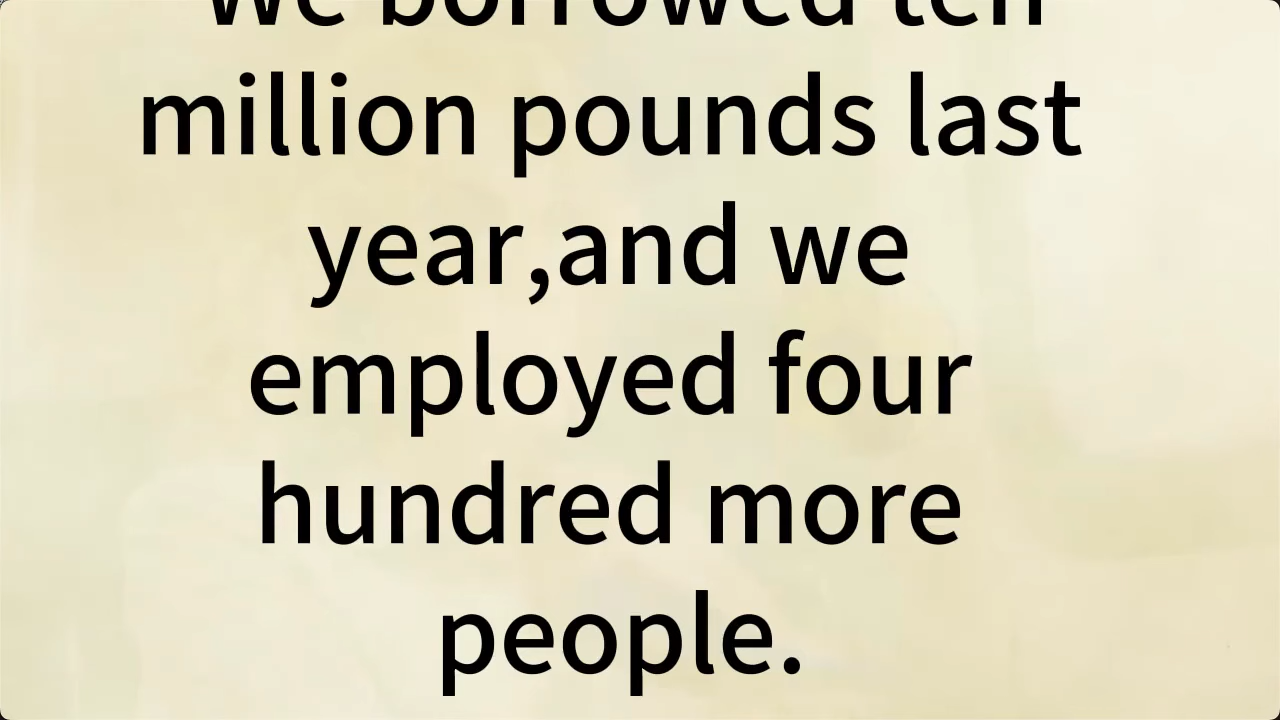 we borrowed ten
million pounds last
year,and we
employed four
hundred more
people.